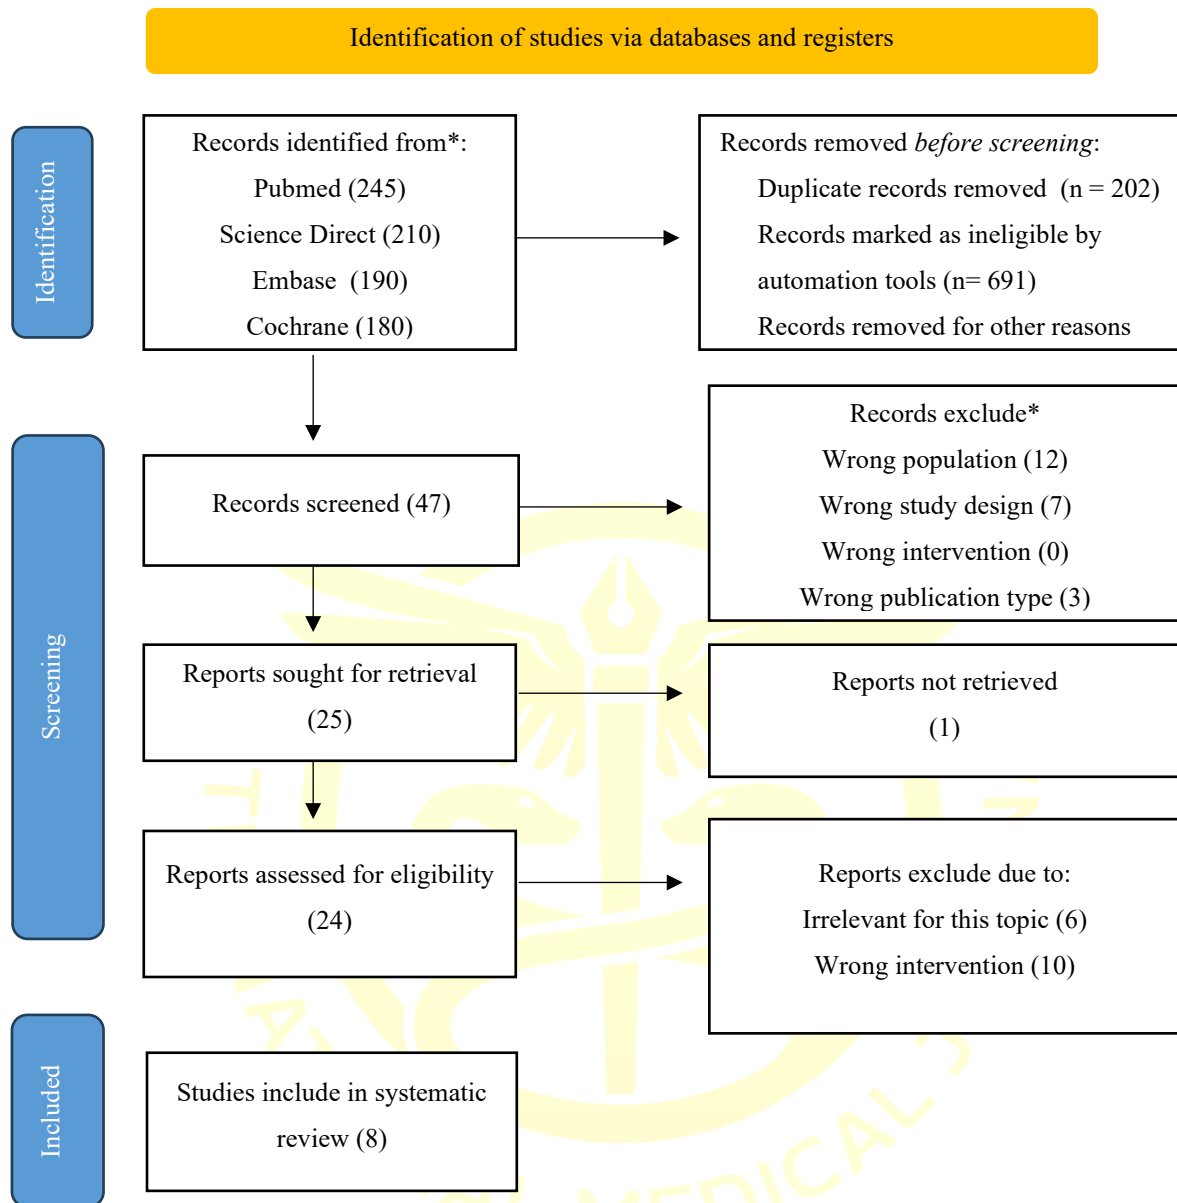 Identification of studies via databases and registers
Identification
Records identified from*:
Pubmed (245)
Science Direct (210)
Embase (190)
Cochrane (180)
Records removed before screening:
Duplicate records removed (n = 202)
Records marked as ineligible by
automation tools (n= 691)
Records removed for other reasons
Screening
Records screened (47)
Records exclude*
Wrong population (12)
Wrong study design (7)
Wrong intervention (0)
Wrong publication type (3)
Reports sought for retrieval
(25)
Reports not retrieved
(1)
Reports assessed for eligibility
(24)
Reports exclude due to:
Irrelevant for this topic (6)
Wrong intervention (10)
Included
Studies include in systematic
review (8)
MEDICAL